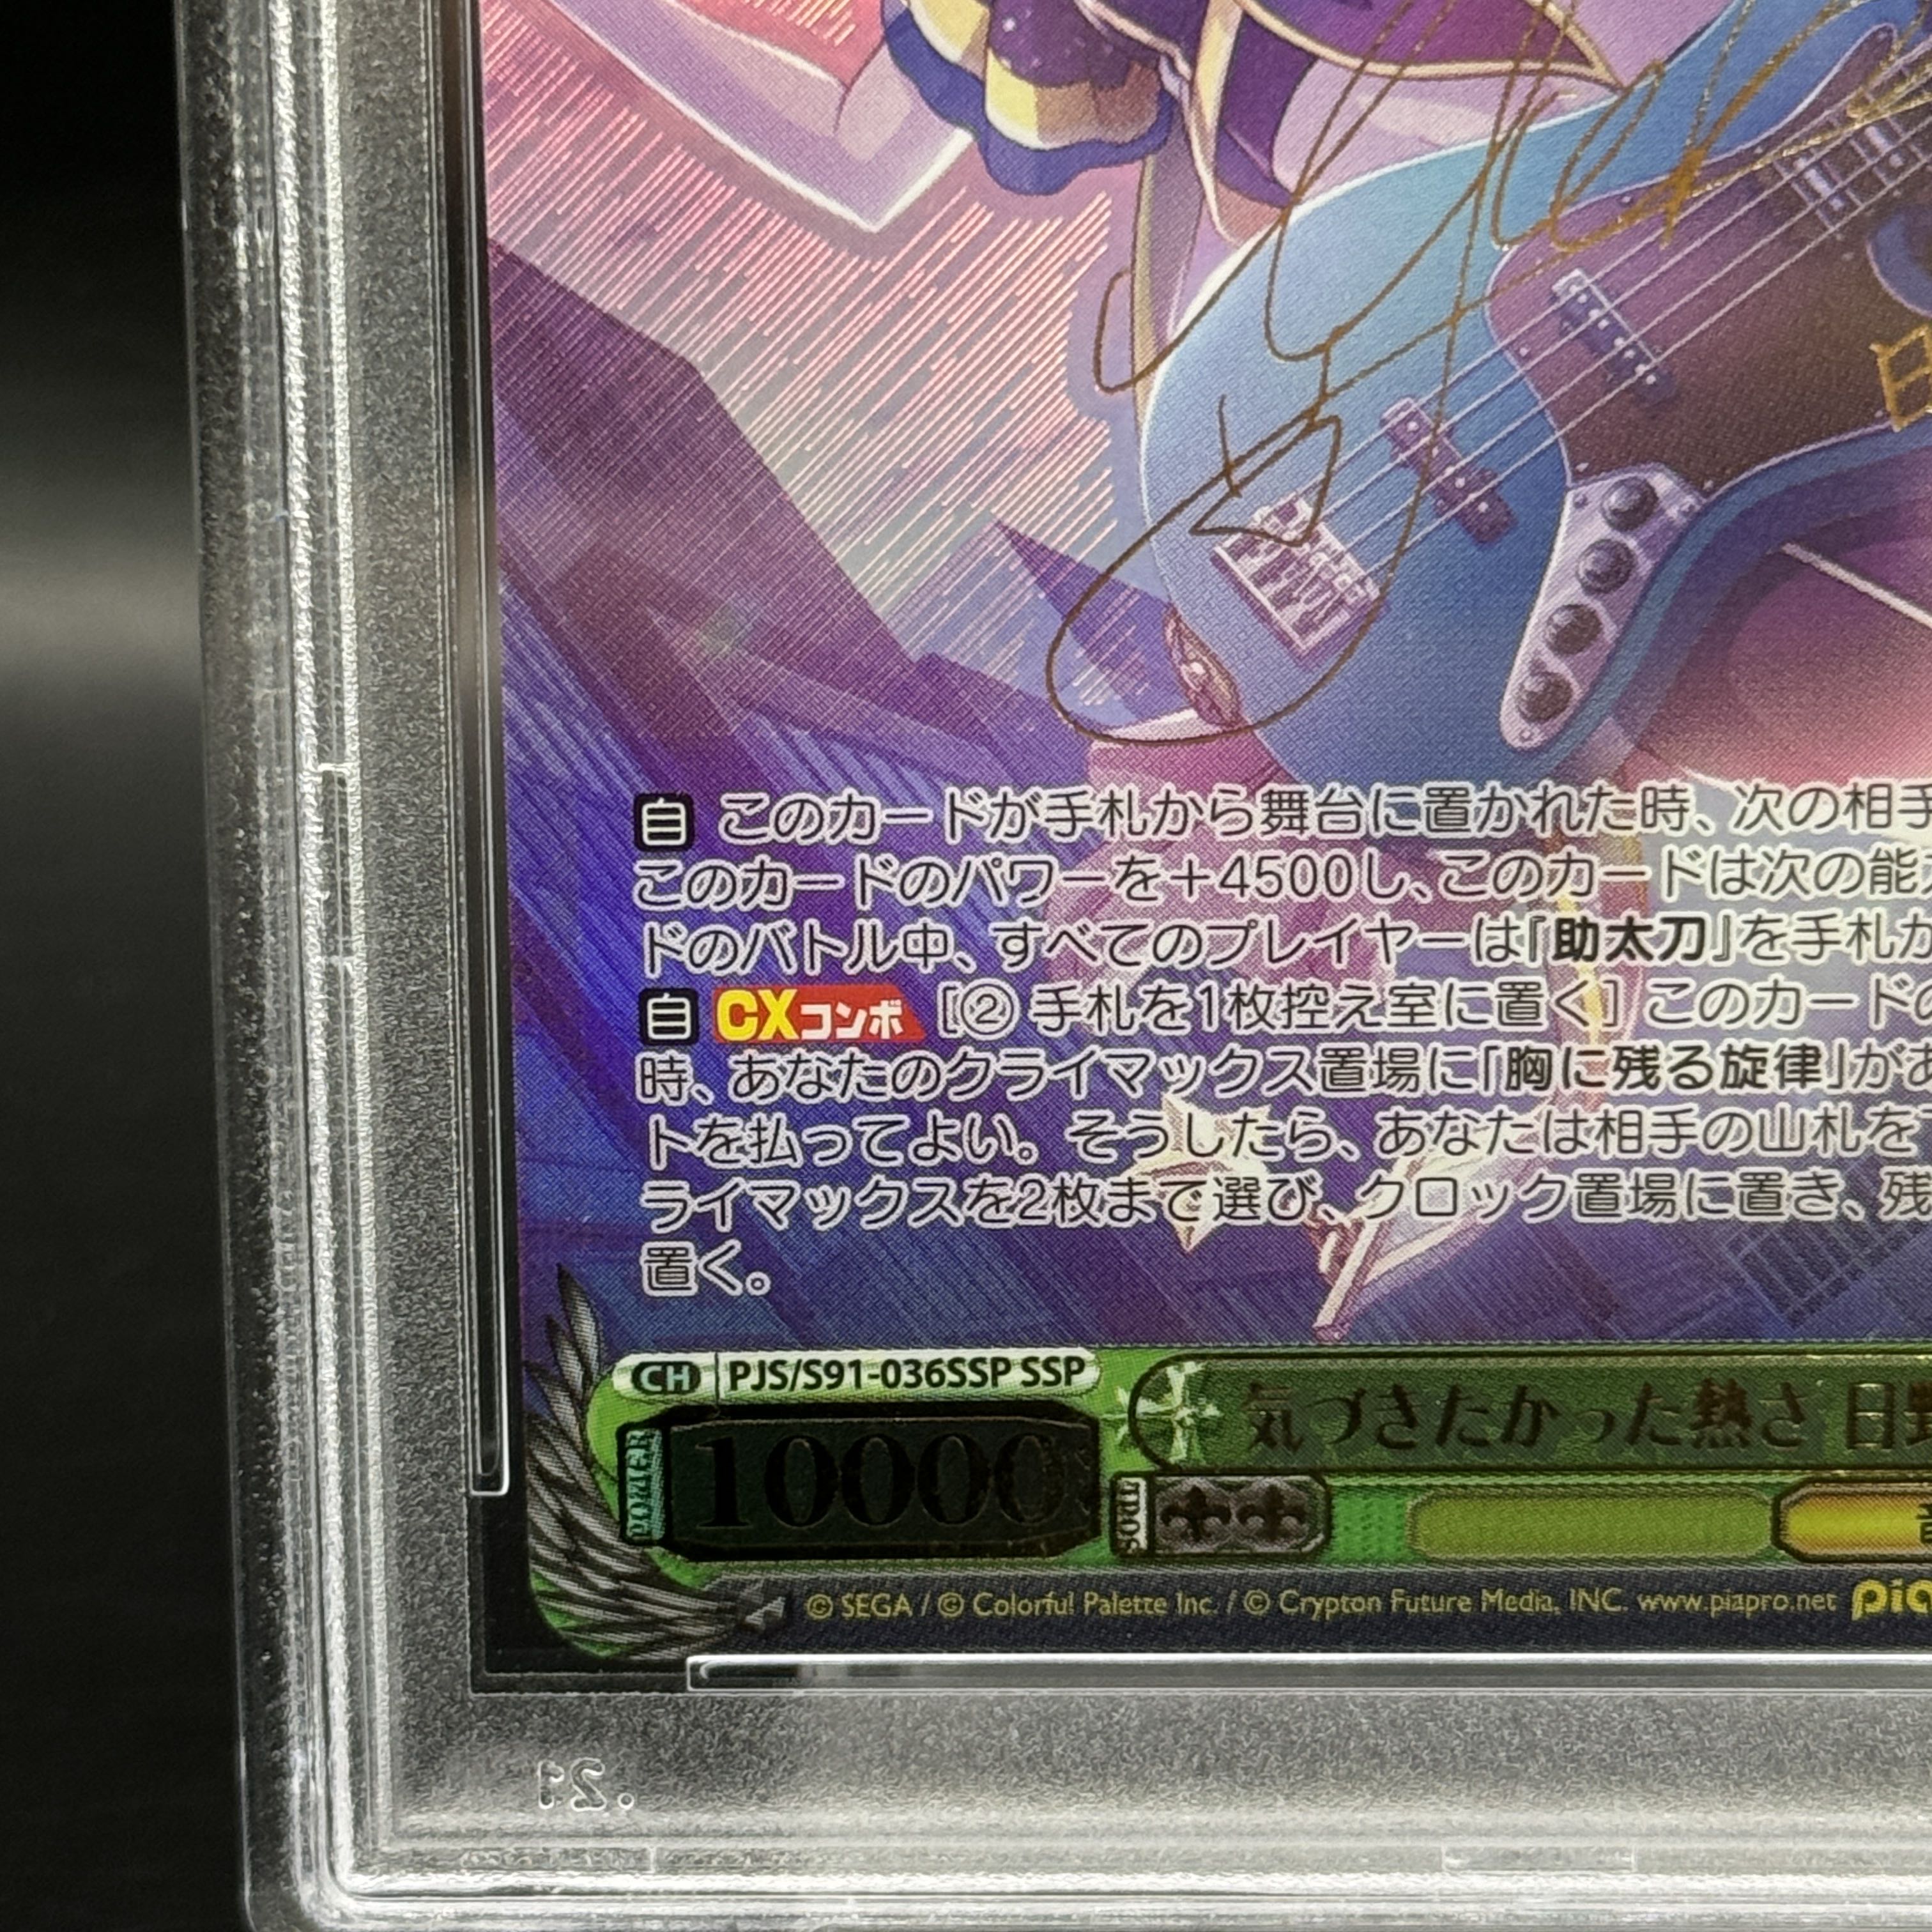 日
自 このカードが手札から舞台に置かれた時、次の相手
このカードのパワーを+4500し、このカードは次の能
ドのバトル中、すべてのプレイヤーは『助太刀』を手札か
自 CXコンボ [② 手札を1枚控え室に置く] このカードの
時、あなたのクライマックス置場に「胸に残る旋律」があ
トを払ってよい。そうしたら、あなたは相手の山札を
ライマックスを2枚まで選び、クロック置場に置き、残
置く。
CH PJS/S91-036SSP SSP
POWER 10000
気づきたかった熱さ 日野
SOUL
© SEGA / © Colorful Palette Inc. / © Crypton Future Media, INC. www.piapro.net pia
21.